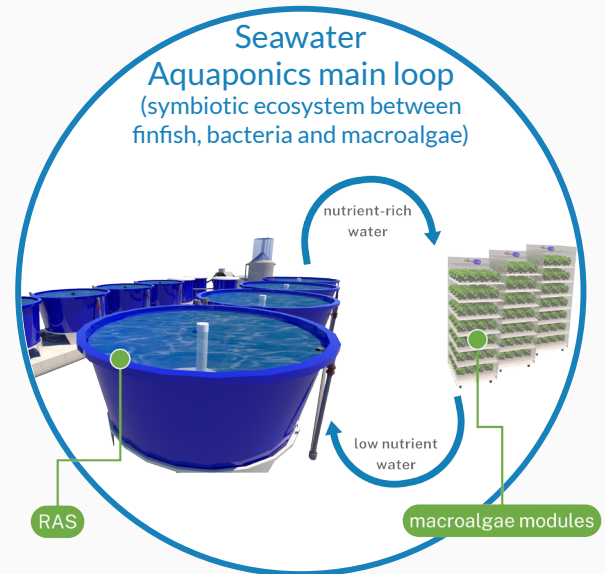 Seawater
Aquaponics main loop
(symbiotic ecosystem between
finfish, bacteria and macroalgae)
nutrient-rich
water
low nutrient
water
RAS
macroalgae modules